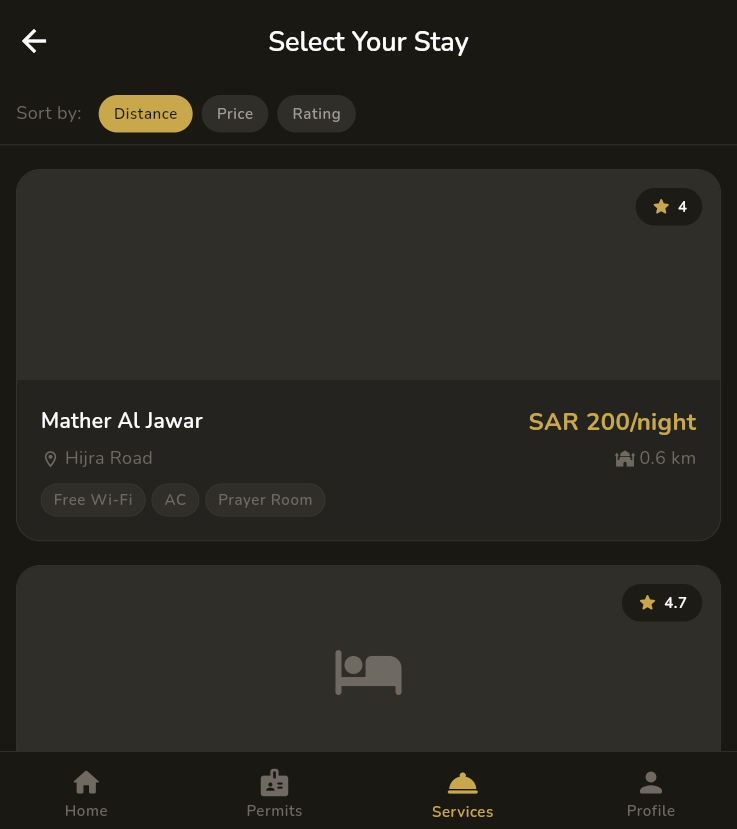 Select Your Stay
Sort by: Distance Price Rating
4
Mather Al Jawar SAR 200/night
Hijra Road 0.6 km
Free Wi-Fi AC Prayer Room
4.7
Home Permits Services Profile